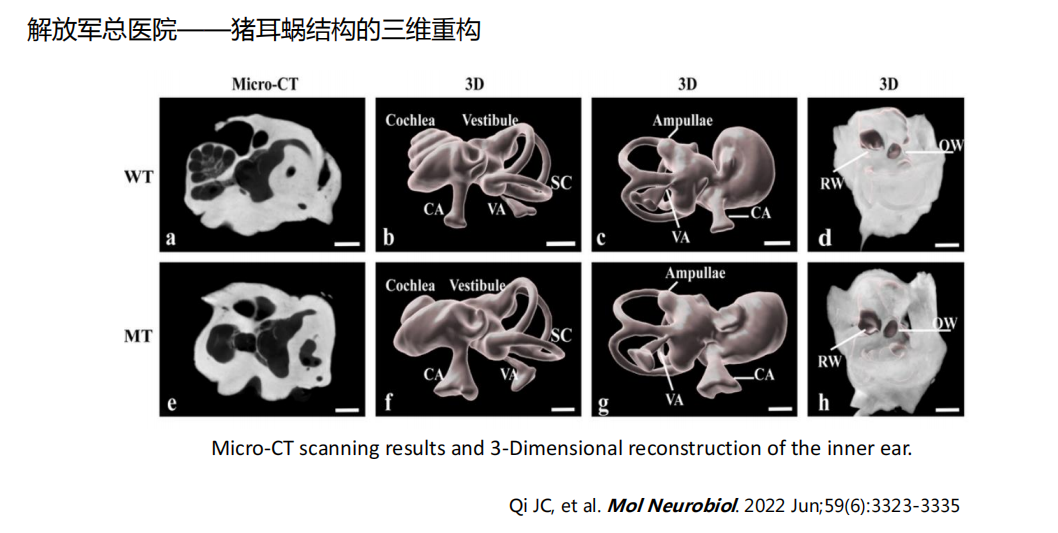 解放军总医院——猪耳蜗结构的三维重构
Micro-CT 3D 3D 3D
WT
Cochlea Vestibule
SC
CA VA
b
Ampullae
CA
VA
c
OW
RW
d
a
MT
Cochlea Vestibule
SC
CA VA
f
Ampullae
CA
VA
g
OW
RW
h
e
Micro-CT scanning results and 3-Dimensional reconstruction of the inner ear.
Qi JC, et al. Mol Neurobiol. 2022 Jun;59(6):3323-3335